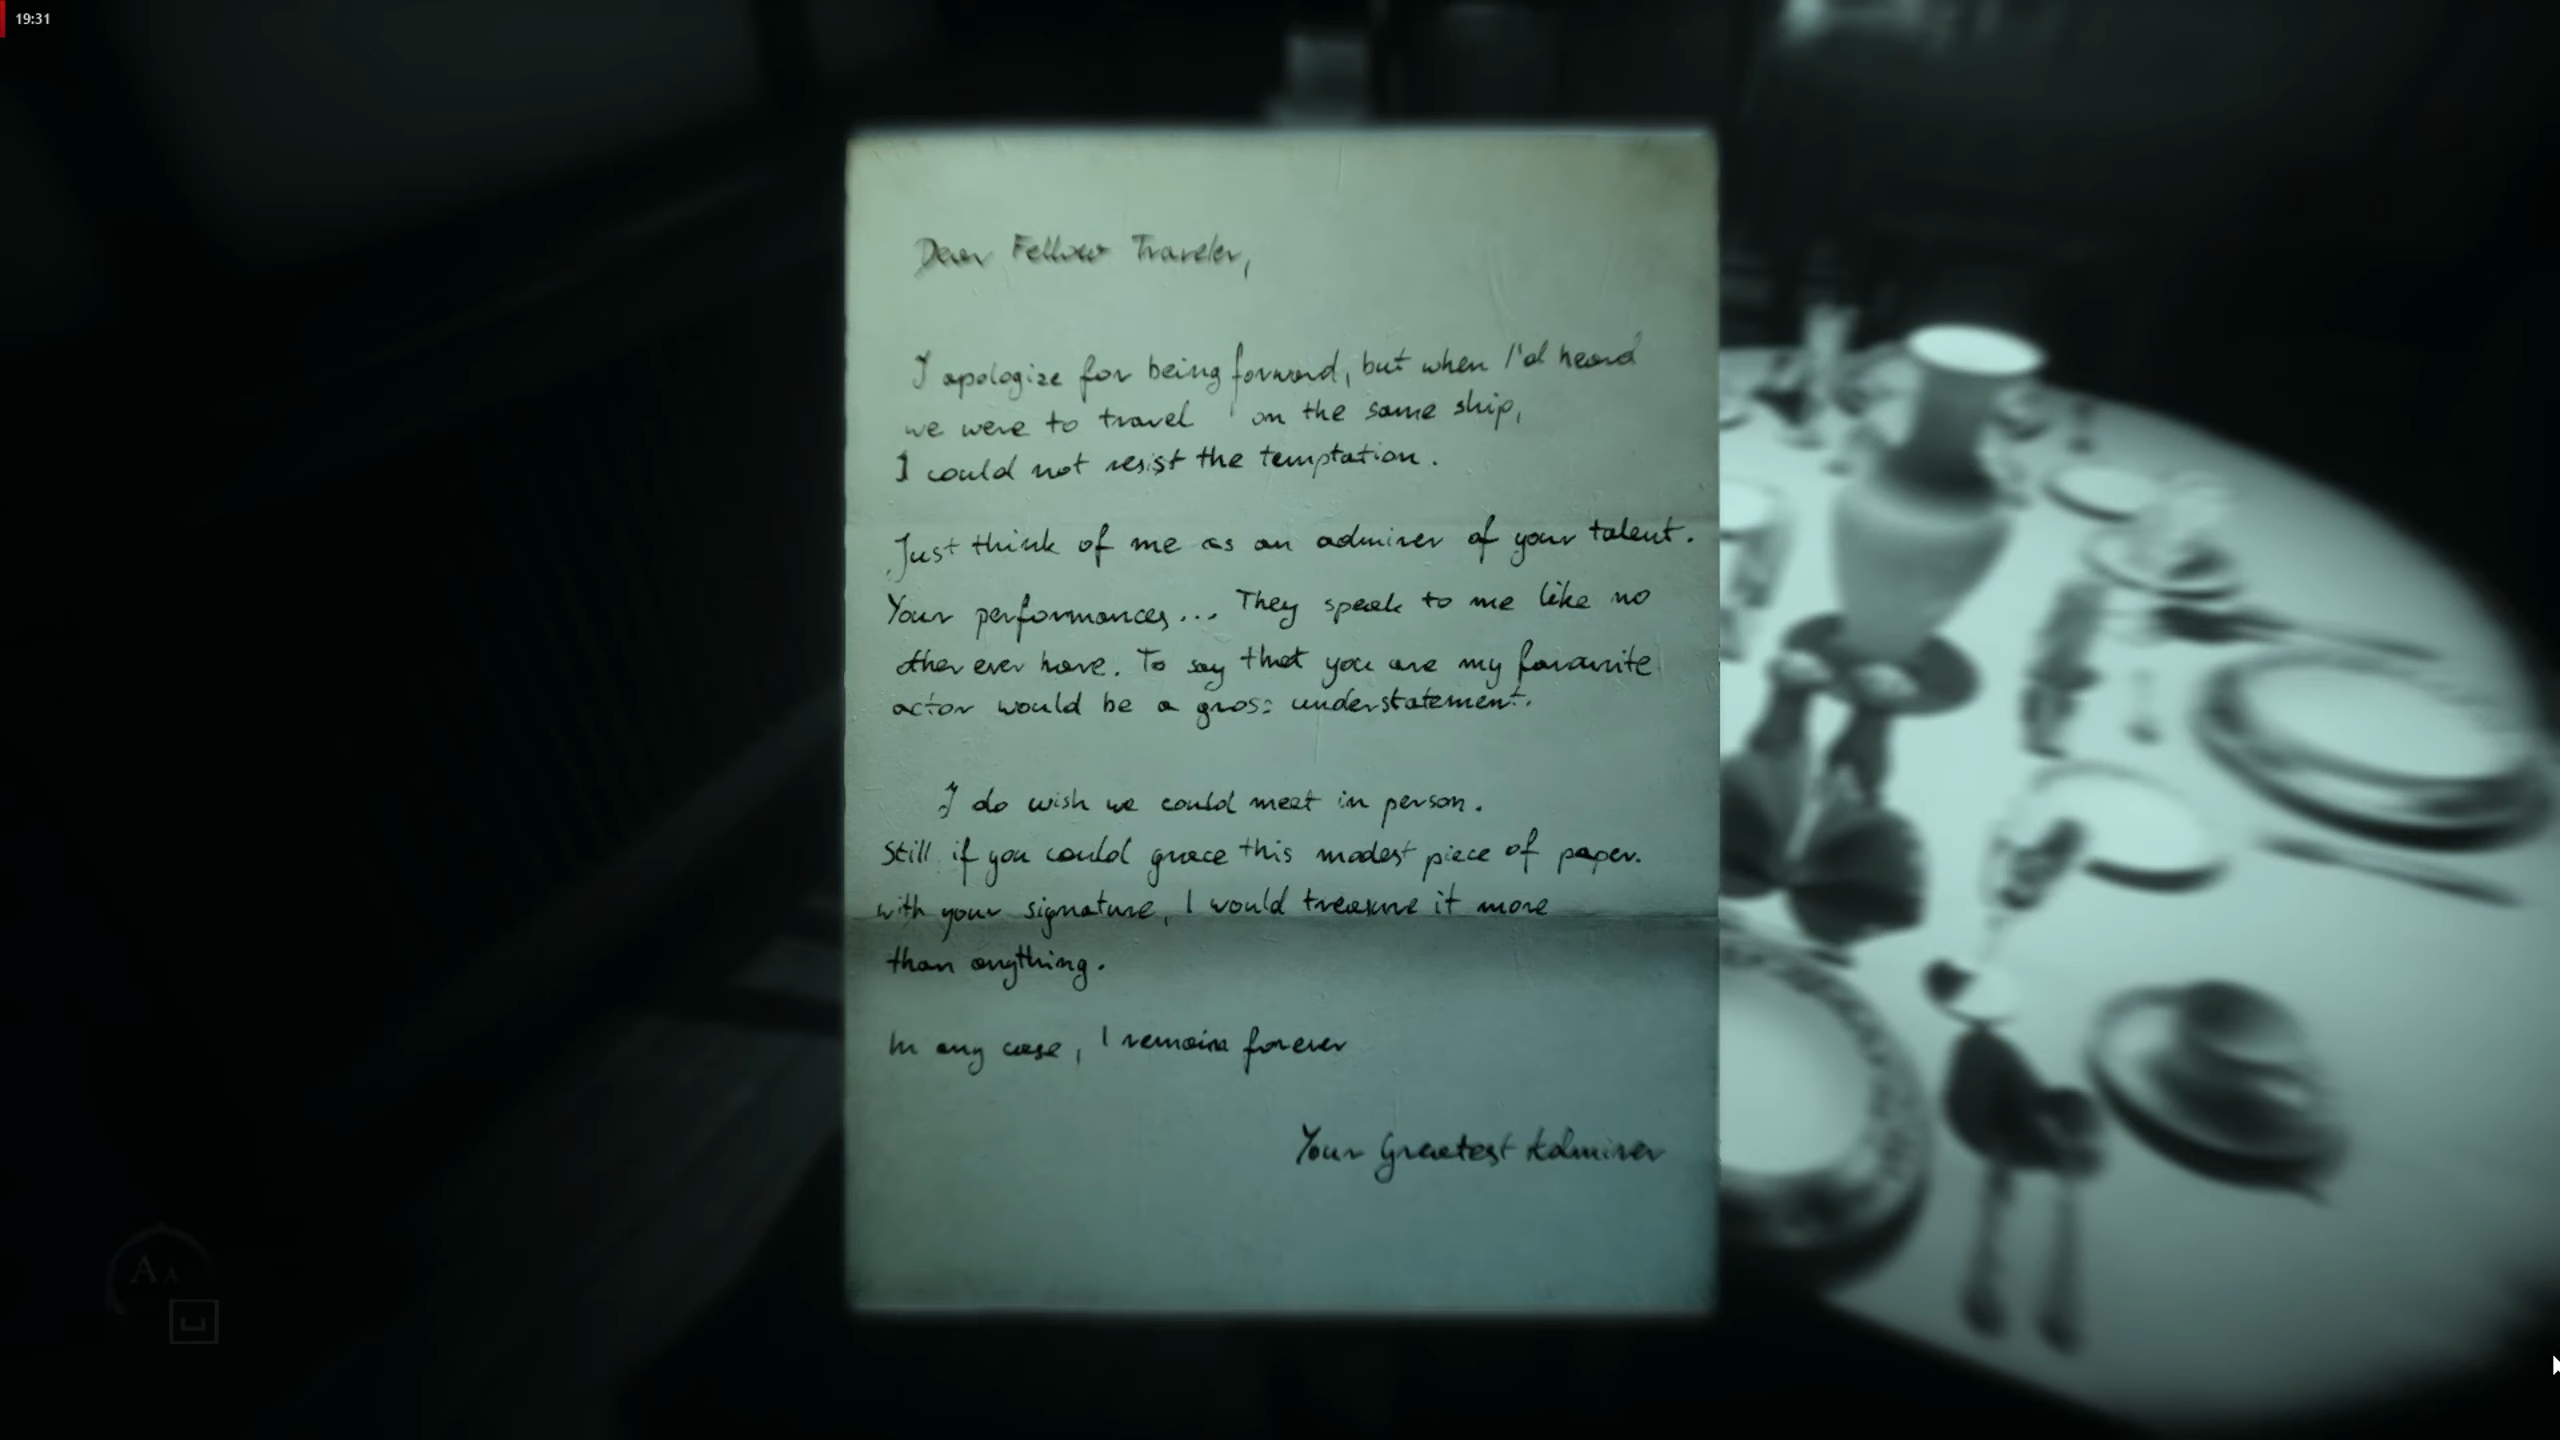 19:31
Dear Fellow Traveler,
I apologize for being forward, but when I'd heard
we were to travel on the same ship,
I could not resist the temptation.
Just think of me as an admirer of your talent.
Your performances... They speak to me like no
other ever have. To say that you are my favourite
actor would be a gross understatement.
I do wish we could meet in person.
Still if you could grace this modest piece of paper.
with your signature, I would treasure it more
than anything.
In any case, I remain forever
Your Greatest Admirer
A A